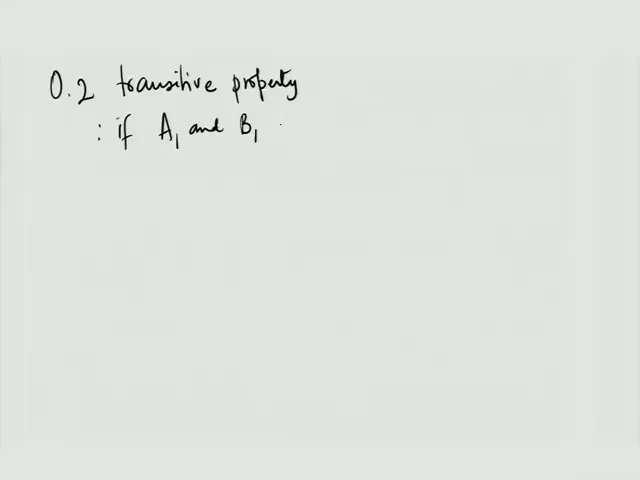 0.2 transitive property
: if A₁ and B₁